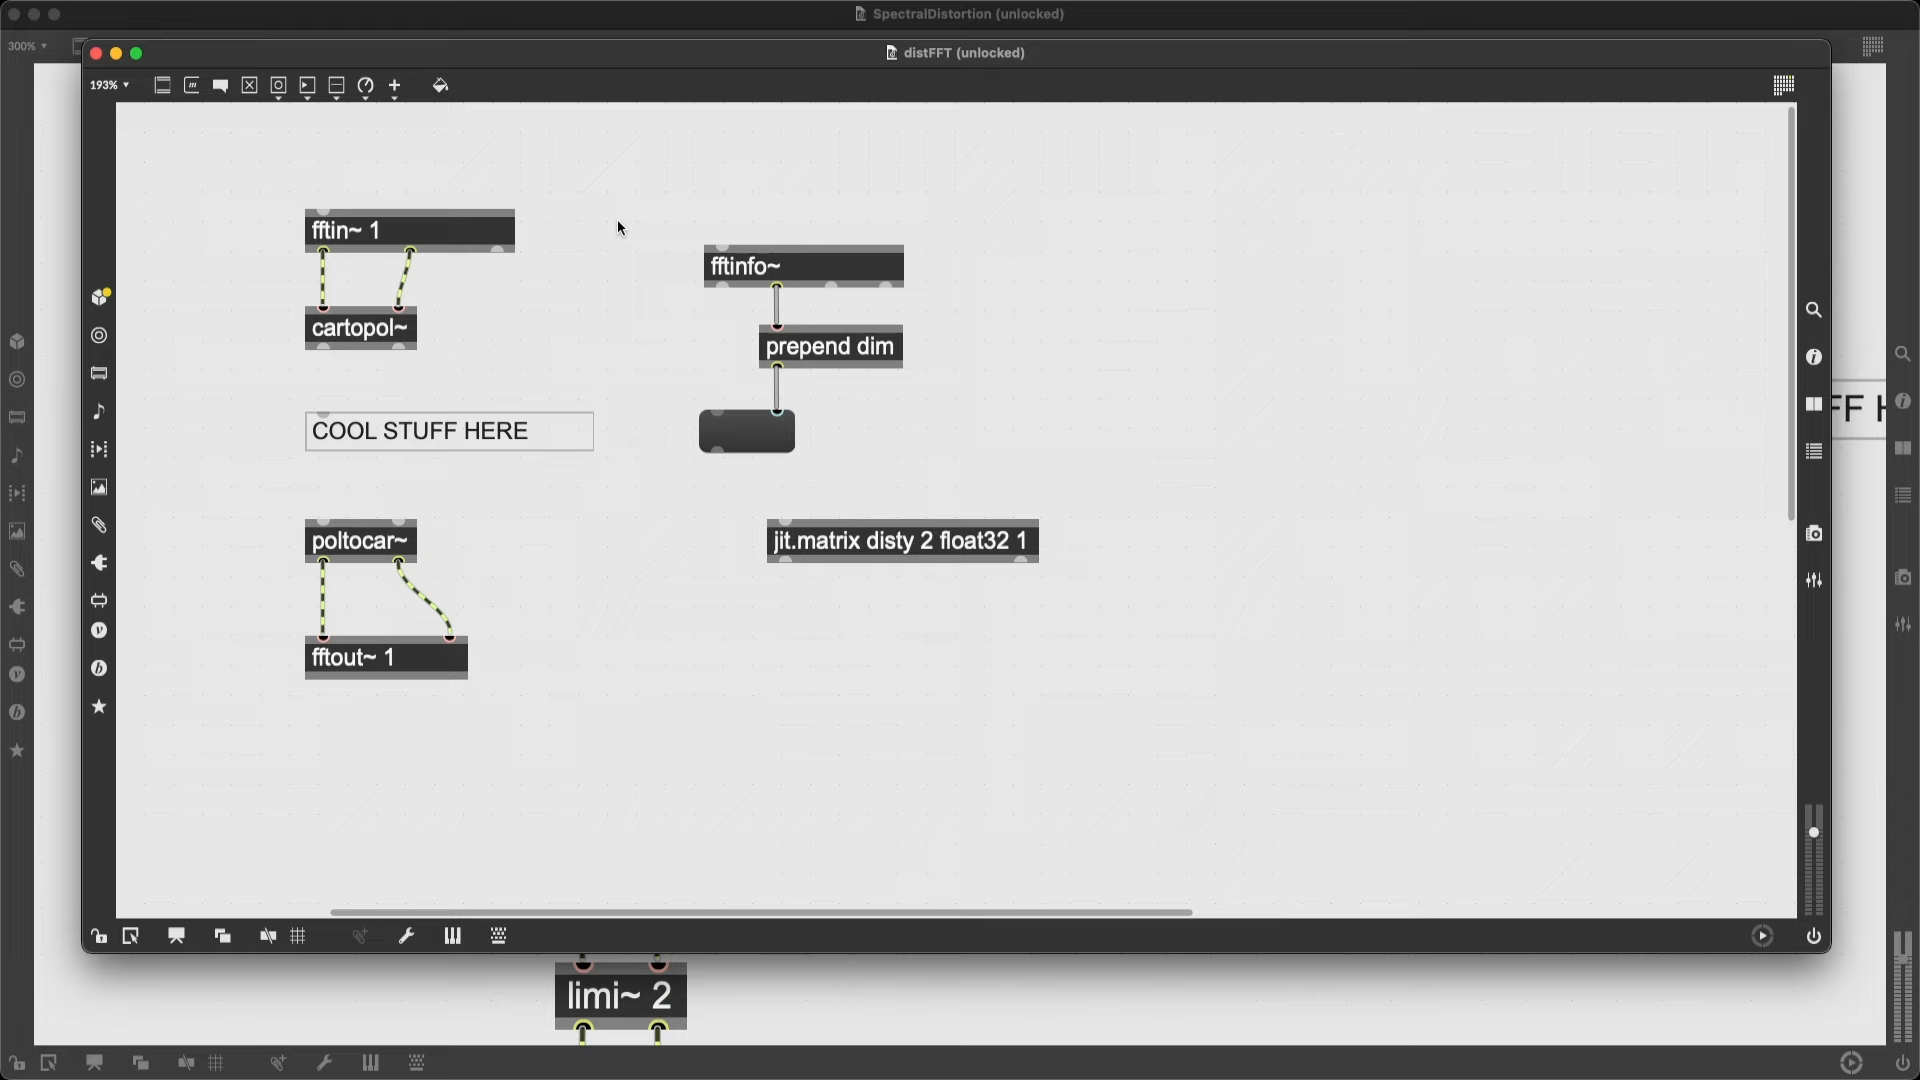 SpectralDistortion (unlocked)
300%
distFFT (unlocked)
193%
fftin~ 1
fftinfo~
cartopol~
prepend dim
COOL STUFF HERE
FF H
poltocar~
jit.matrix disty 2 float32 1
fftout~ 1
limi~ 2